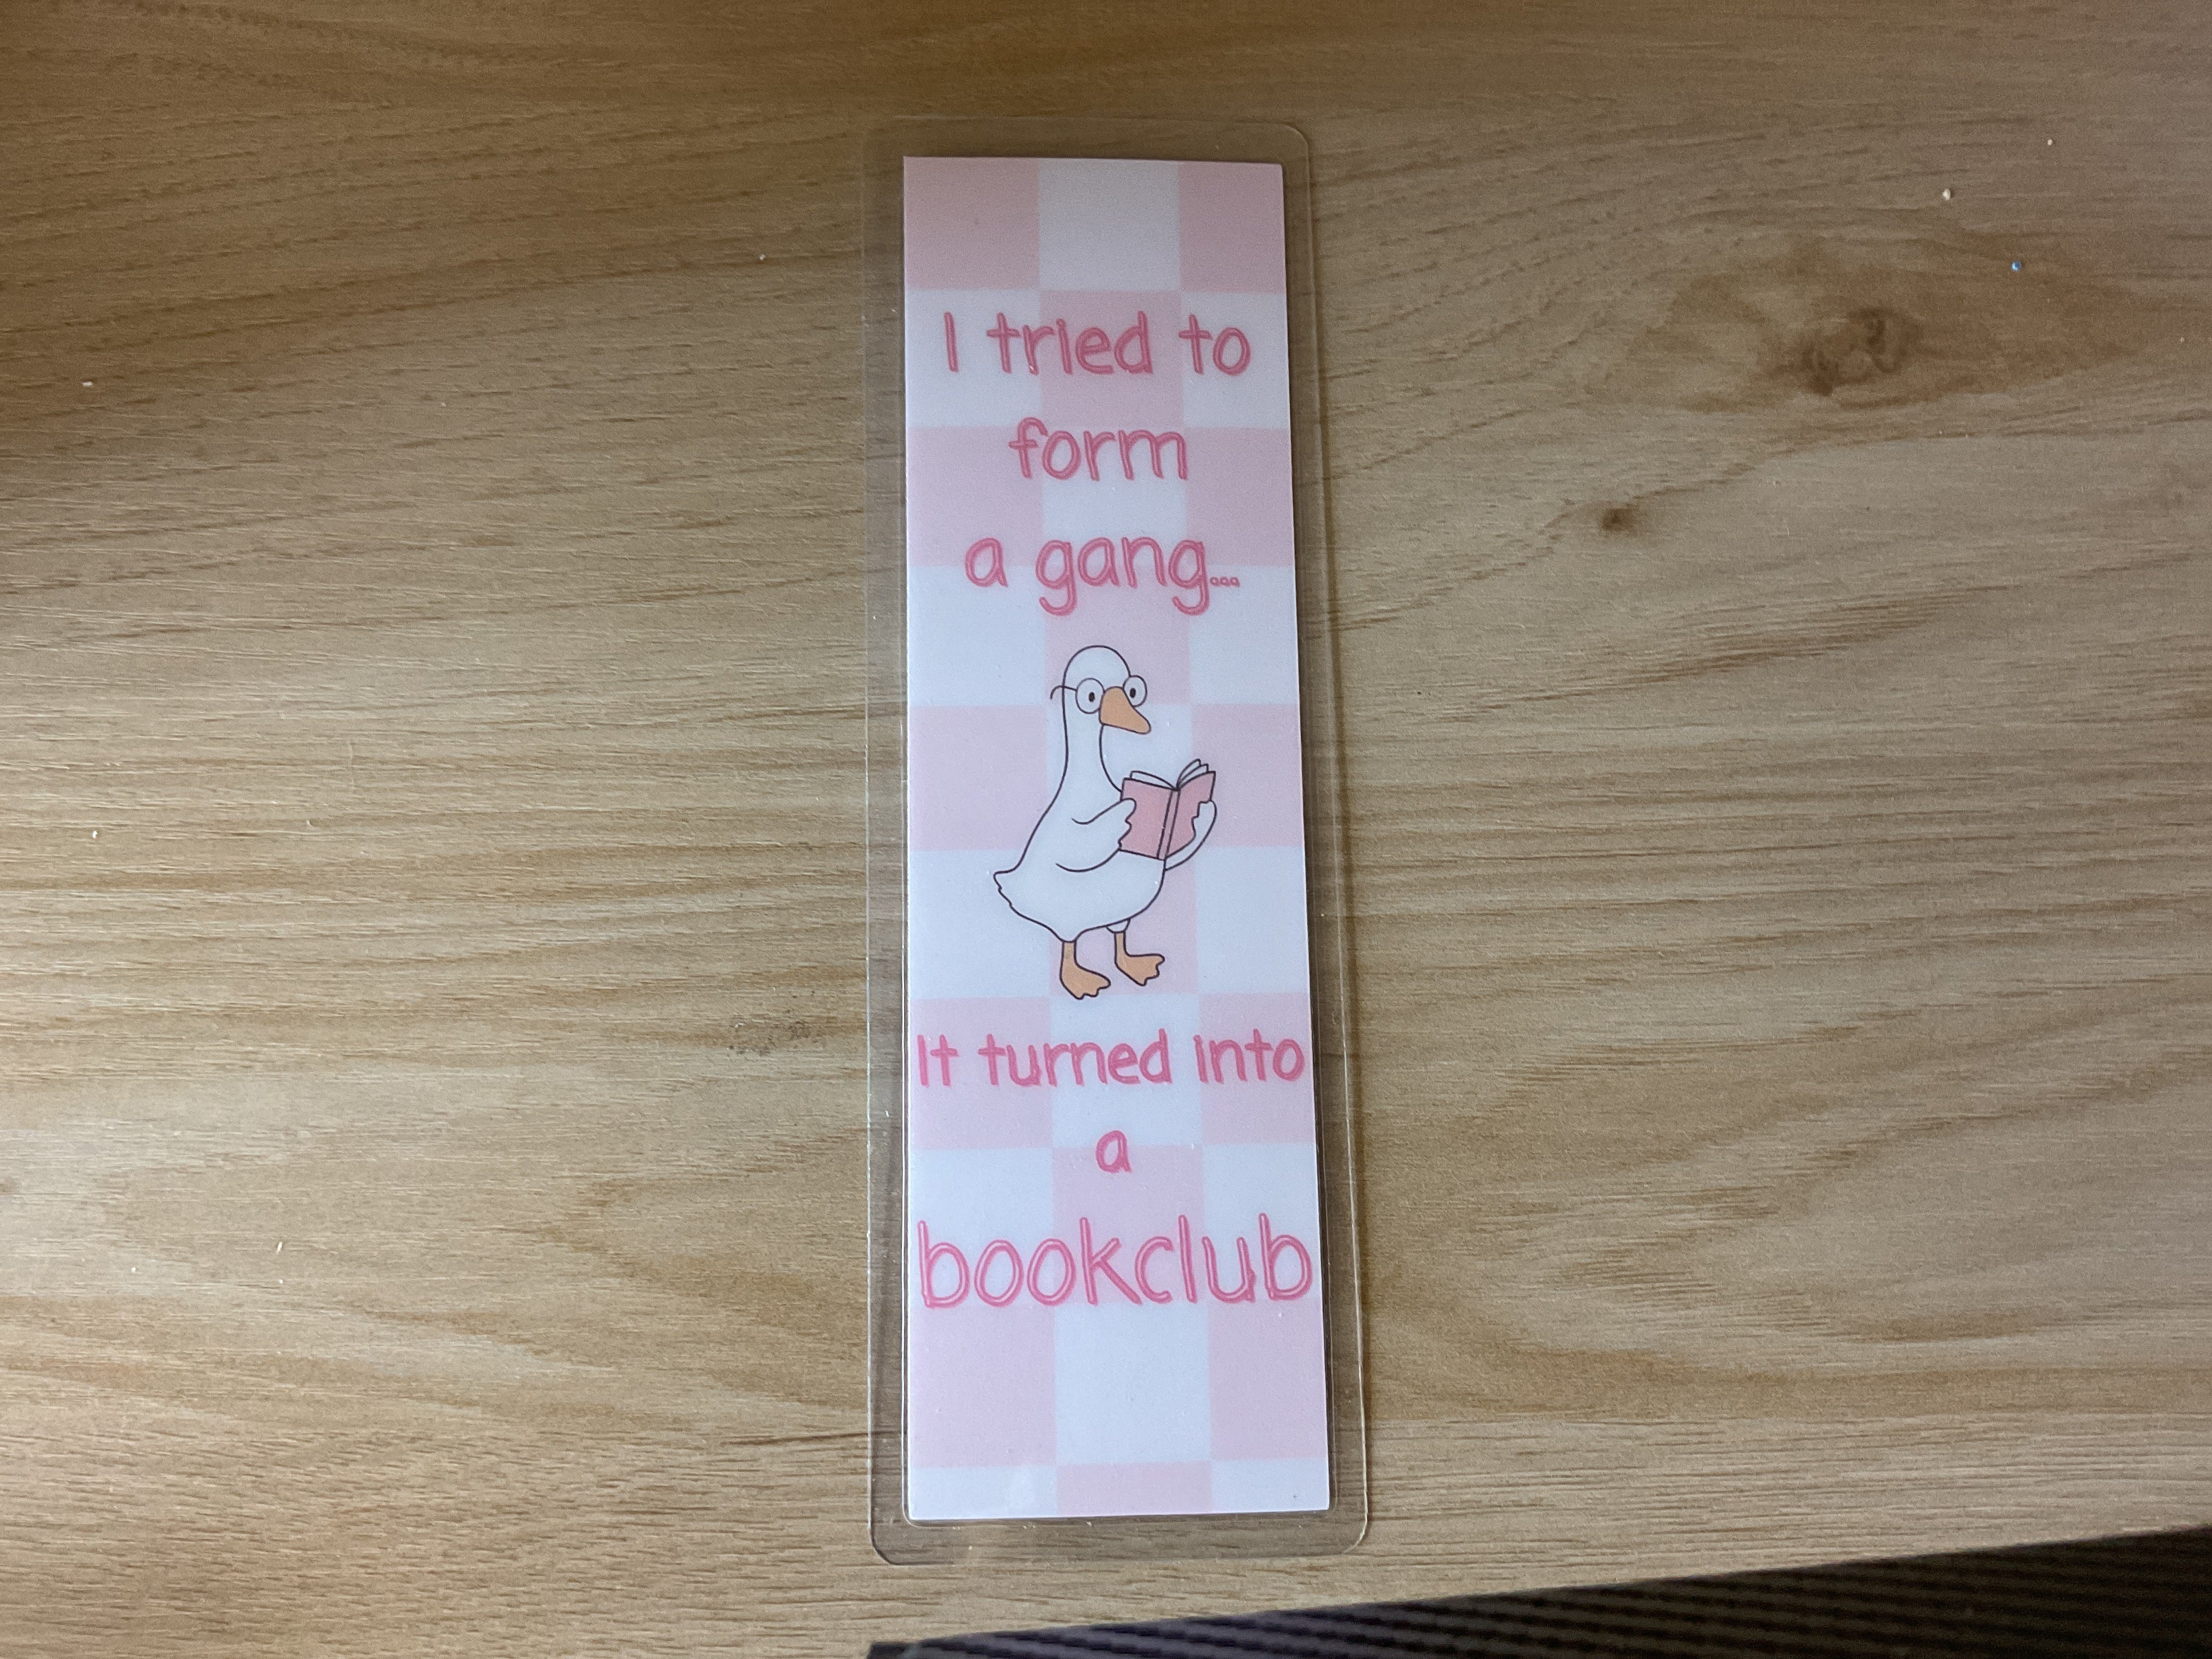 I tried to
form
a gang...
It turned into
a
bookclub